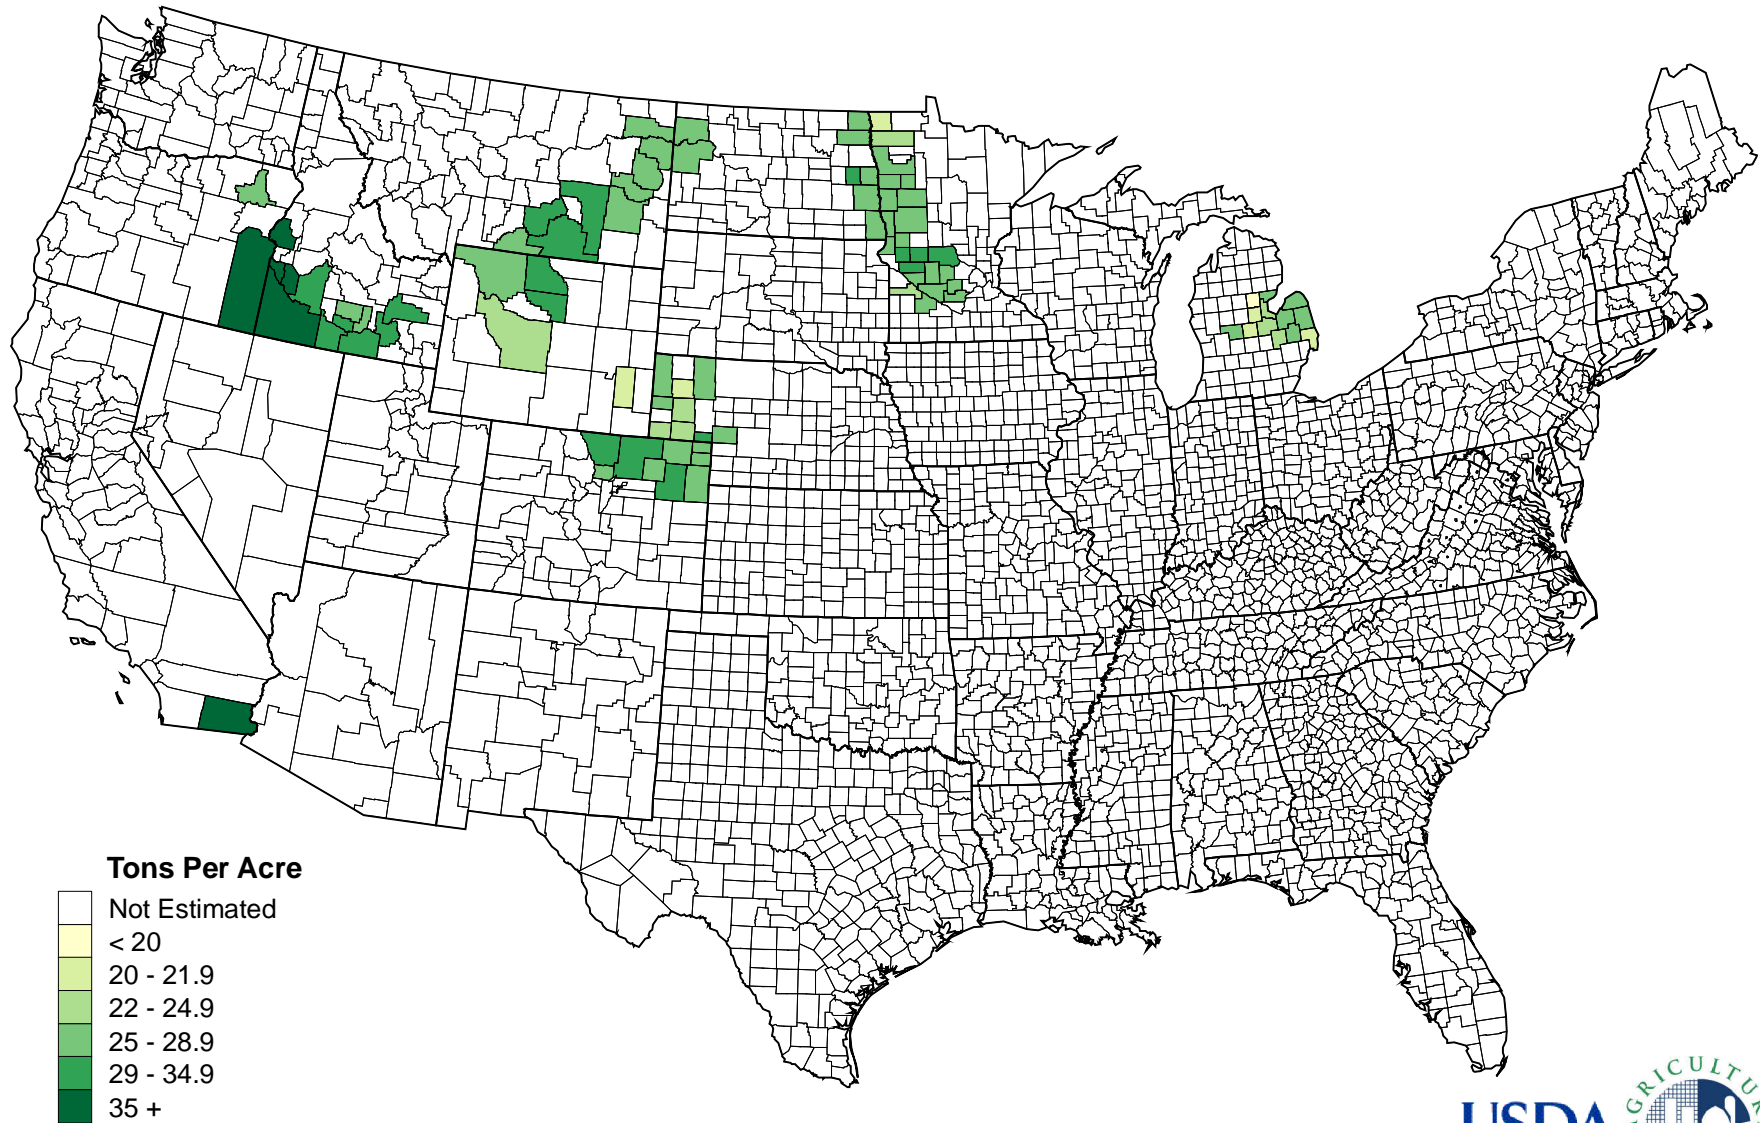 Tons Per Acre
Not Estimated
< 20
20 - 21.9
22 - 24.9
25 - 28.9
29 - 34.9
35 +
USDA